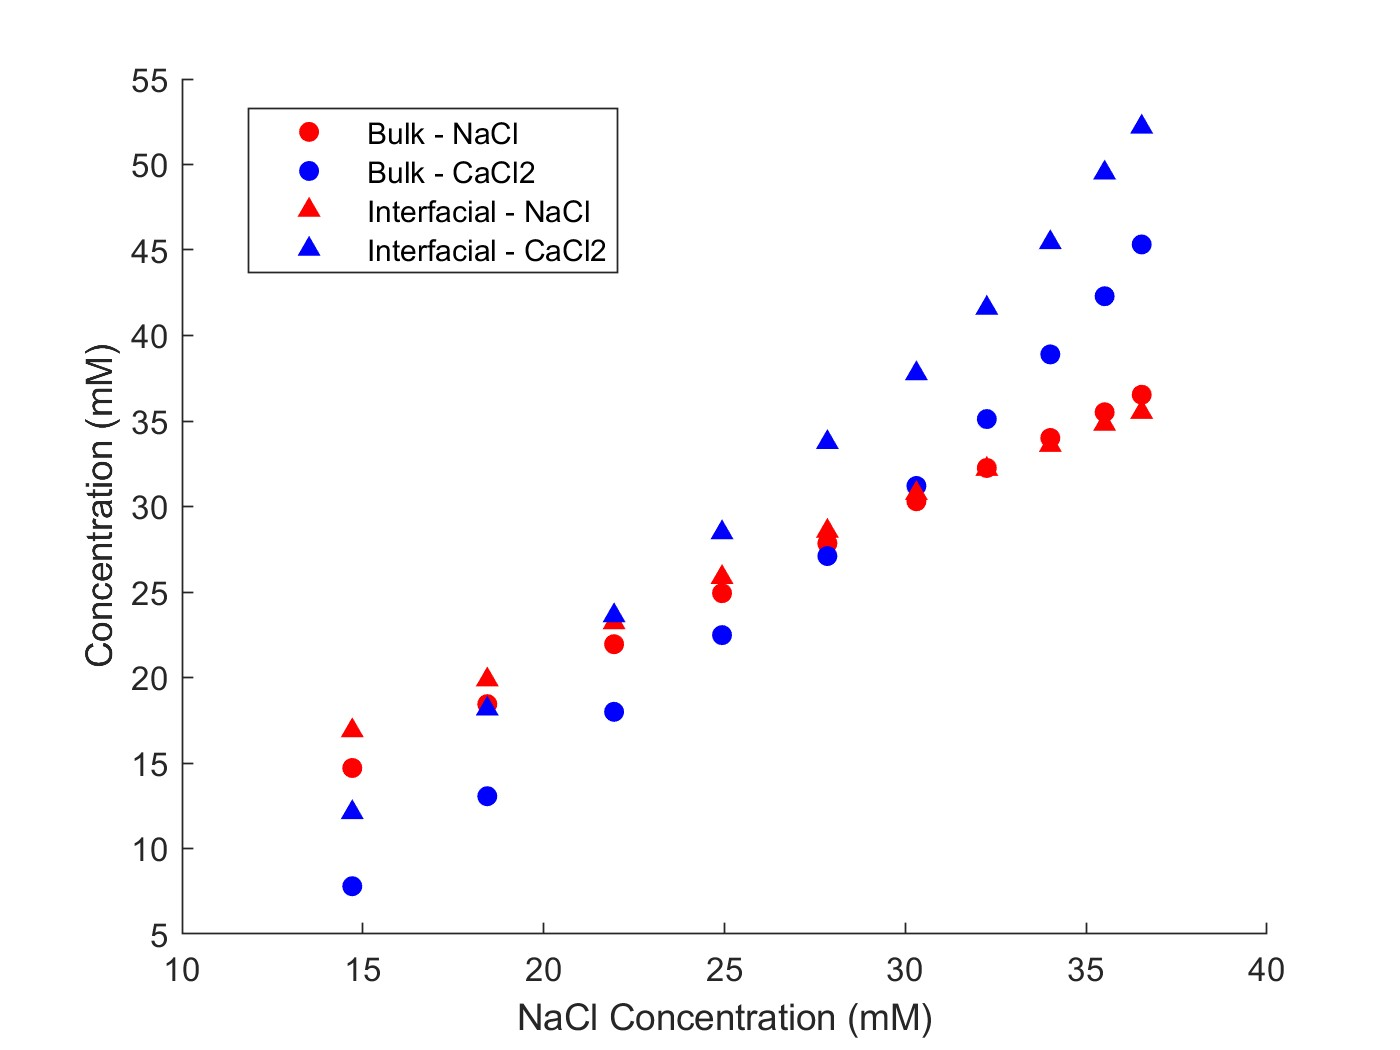 55
50
45
40
35
30
25
20
15
10
5
Concentration (mM)
Bulk - NaCl
Bulk - CaCl2
Interfacial - NaCl
Interfacial - CaCl2
10 15 20 25 30 35 40
NaCl Concentration (mM)